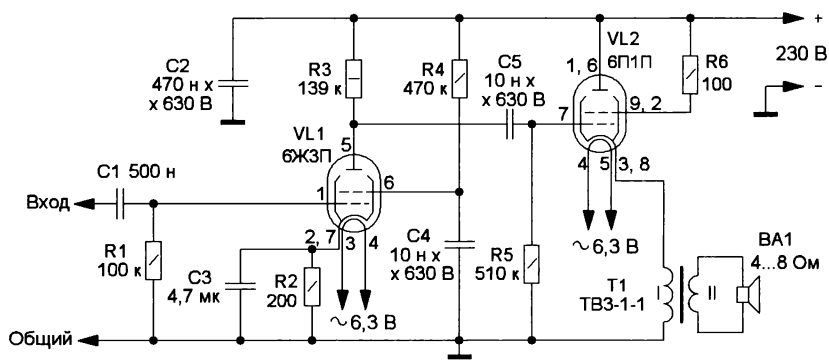 C2
470 н х
х 630 В
R3
139 к
R4
470 к
C5
10 н х
х 630 В
VL2
6П1П
1, 6
7
9, 2
4
5
3, 8
R6
100
+
230 В
−
VL1
6Ж3П
5
1
6
2, 7
3
4
C1 500 н
Вход
R1
100 к
C3
4,7 мк
R2
200
~6,3 В
C4
10 н х
х 630 В
R5
510 к
~6,3 В
T1
ТВЗ-1-1
I
II
BA1
4...8 Ом
Общий